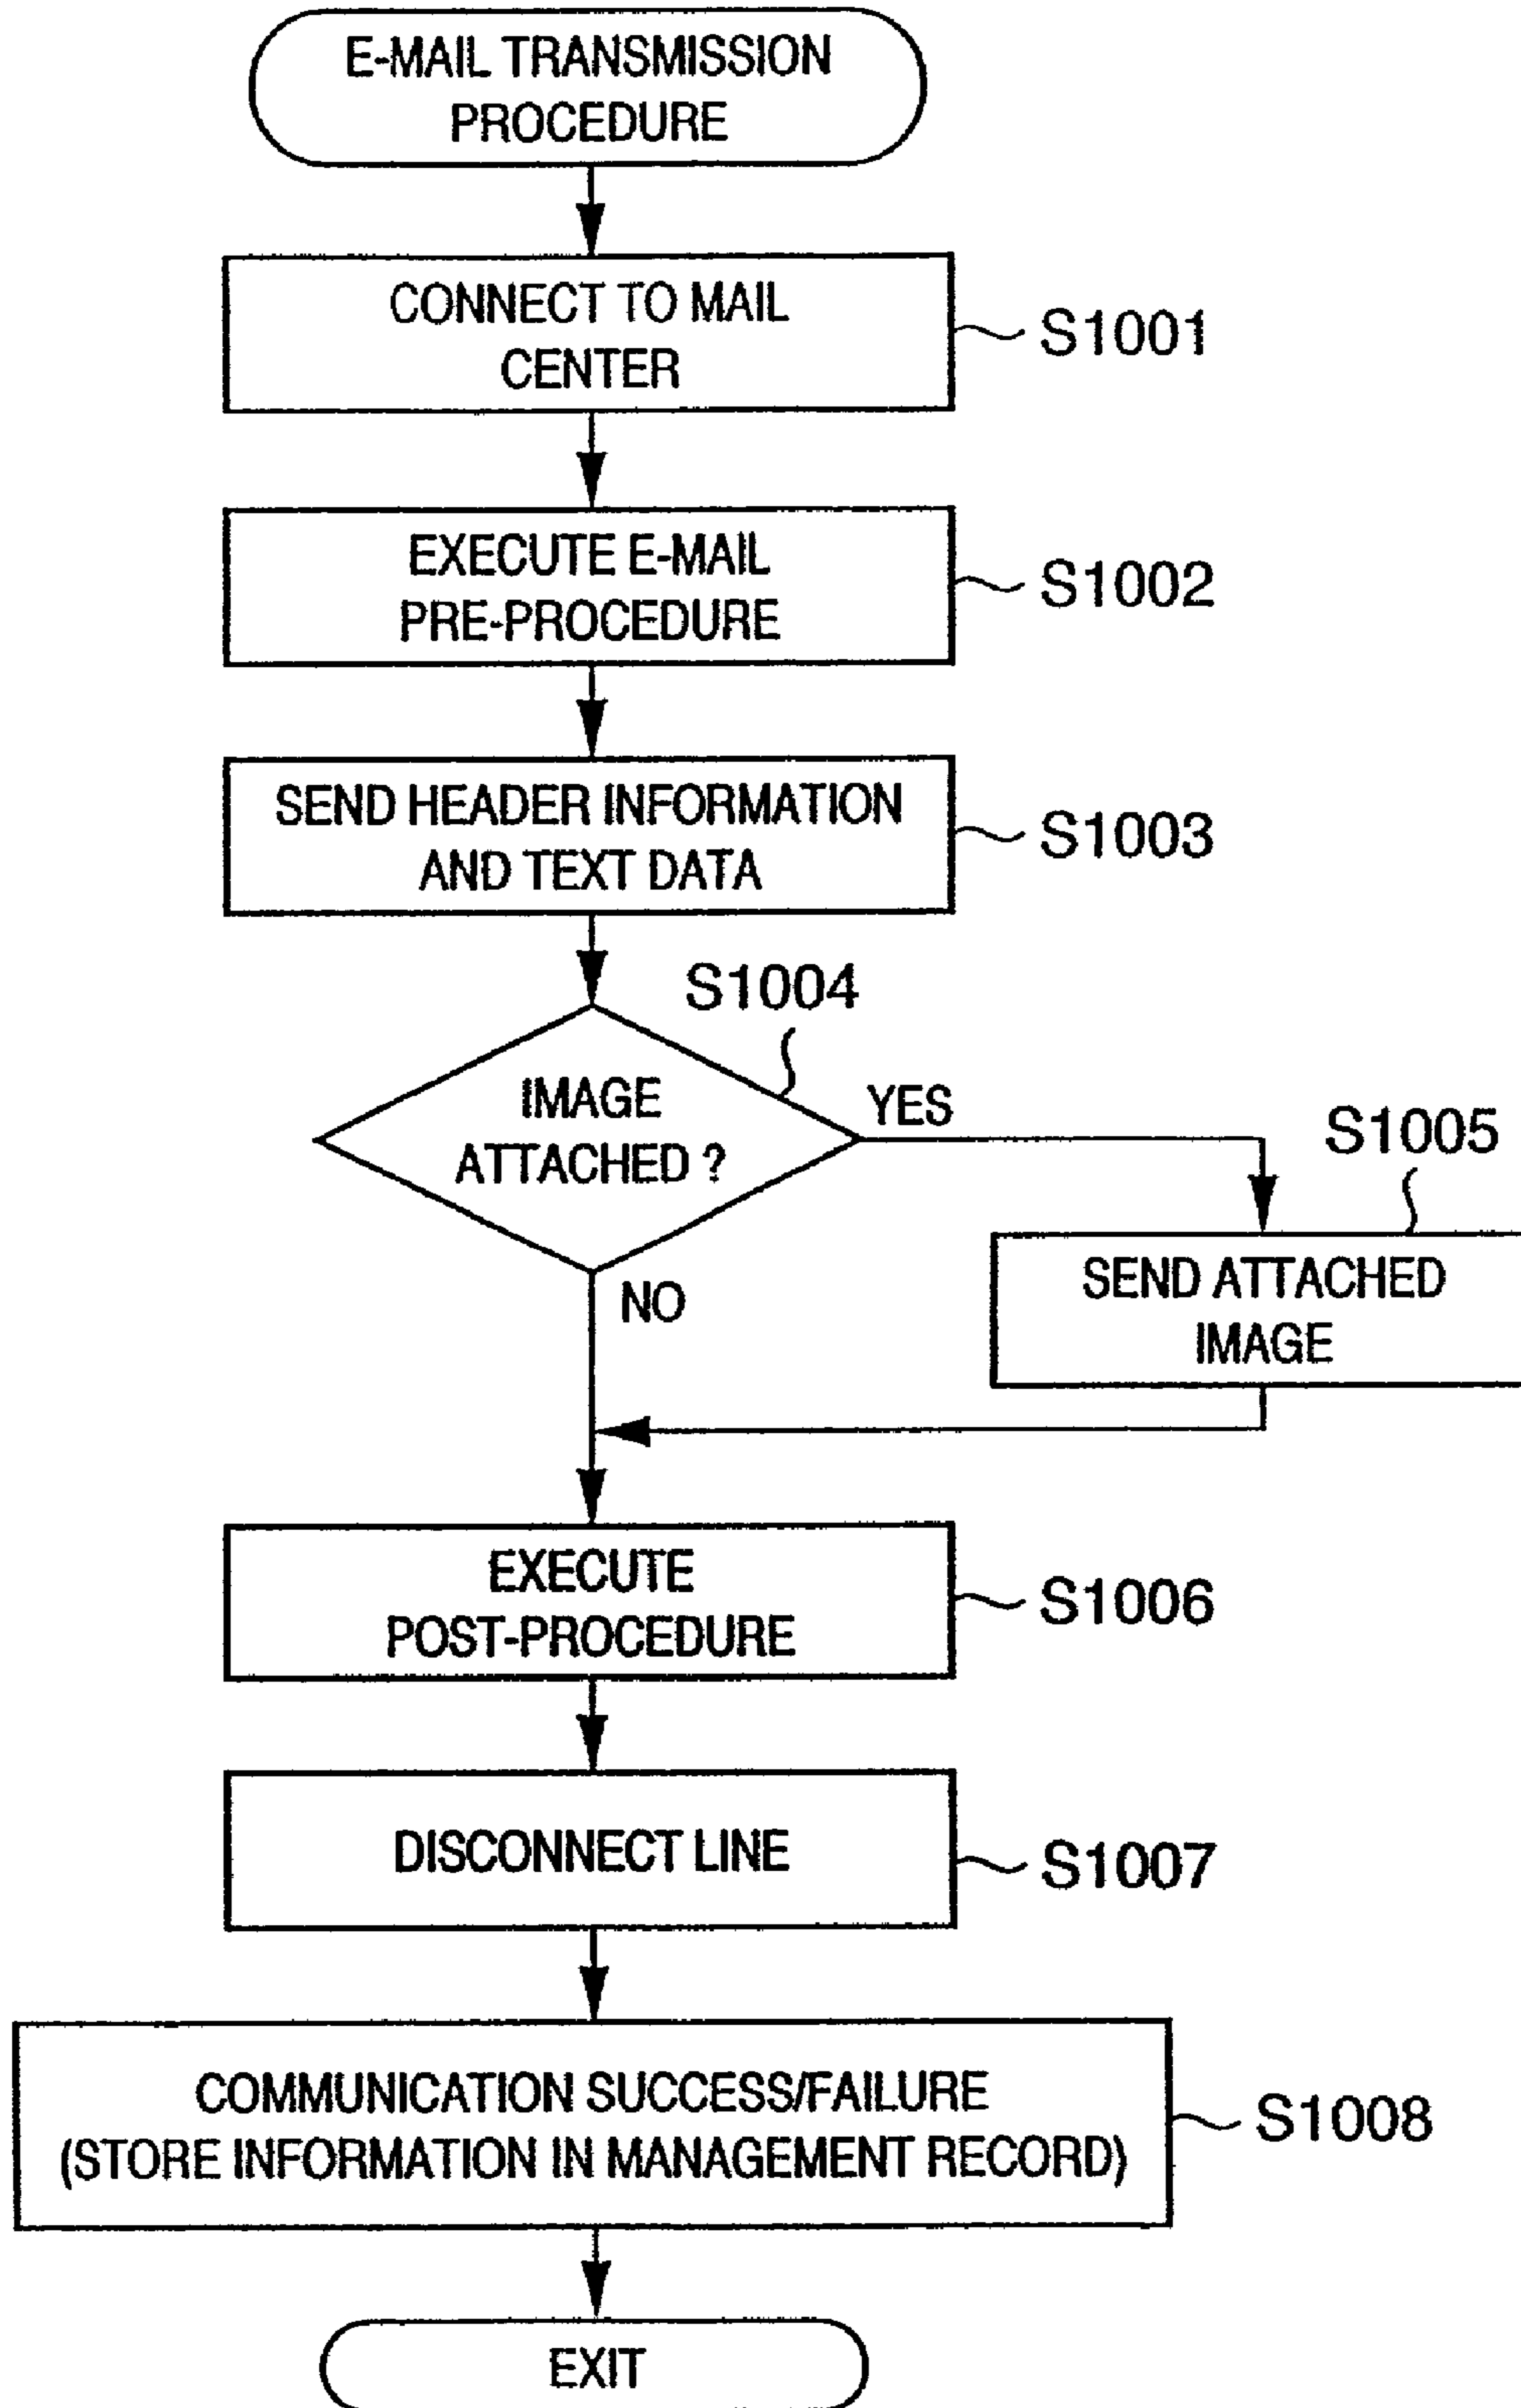 E-MAIL TRANSMISSION
PROCEDURE
CONNECT TO MAIL
CENTER
S1001
EXECUTE E-MAIL
PRE-PROCEDURE
S1002
SEND HEADER INFORMATION
AND TEXT DATA
S1003
S1004
IMAGE
ATTACHED ?
YES
S1005
SEND ATTACHED
IMAGE
NO
EXECUTE
POST-PROCEDURE
S1006
DISCONNECT LINE
S1007
COMMUNICATION SUCCESS/FAILURE
(STORE INFORMATION IN MANAGEMENT RECORD)
S1008
EXIT